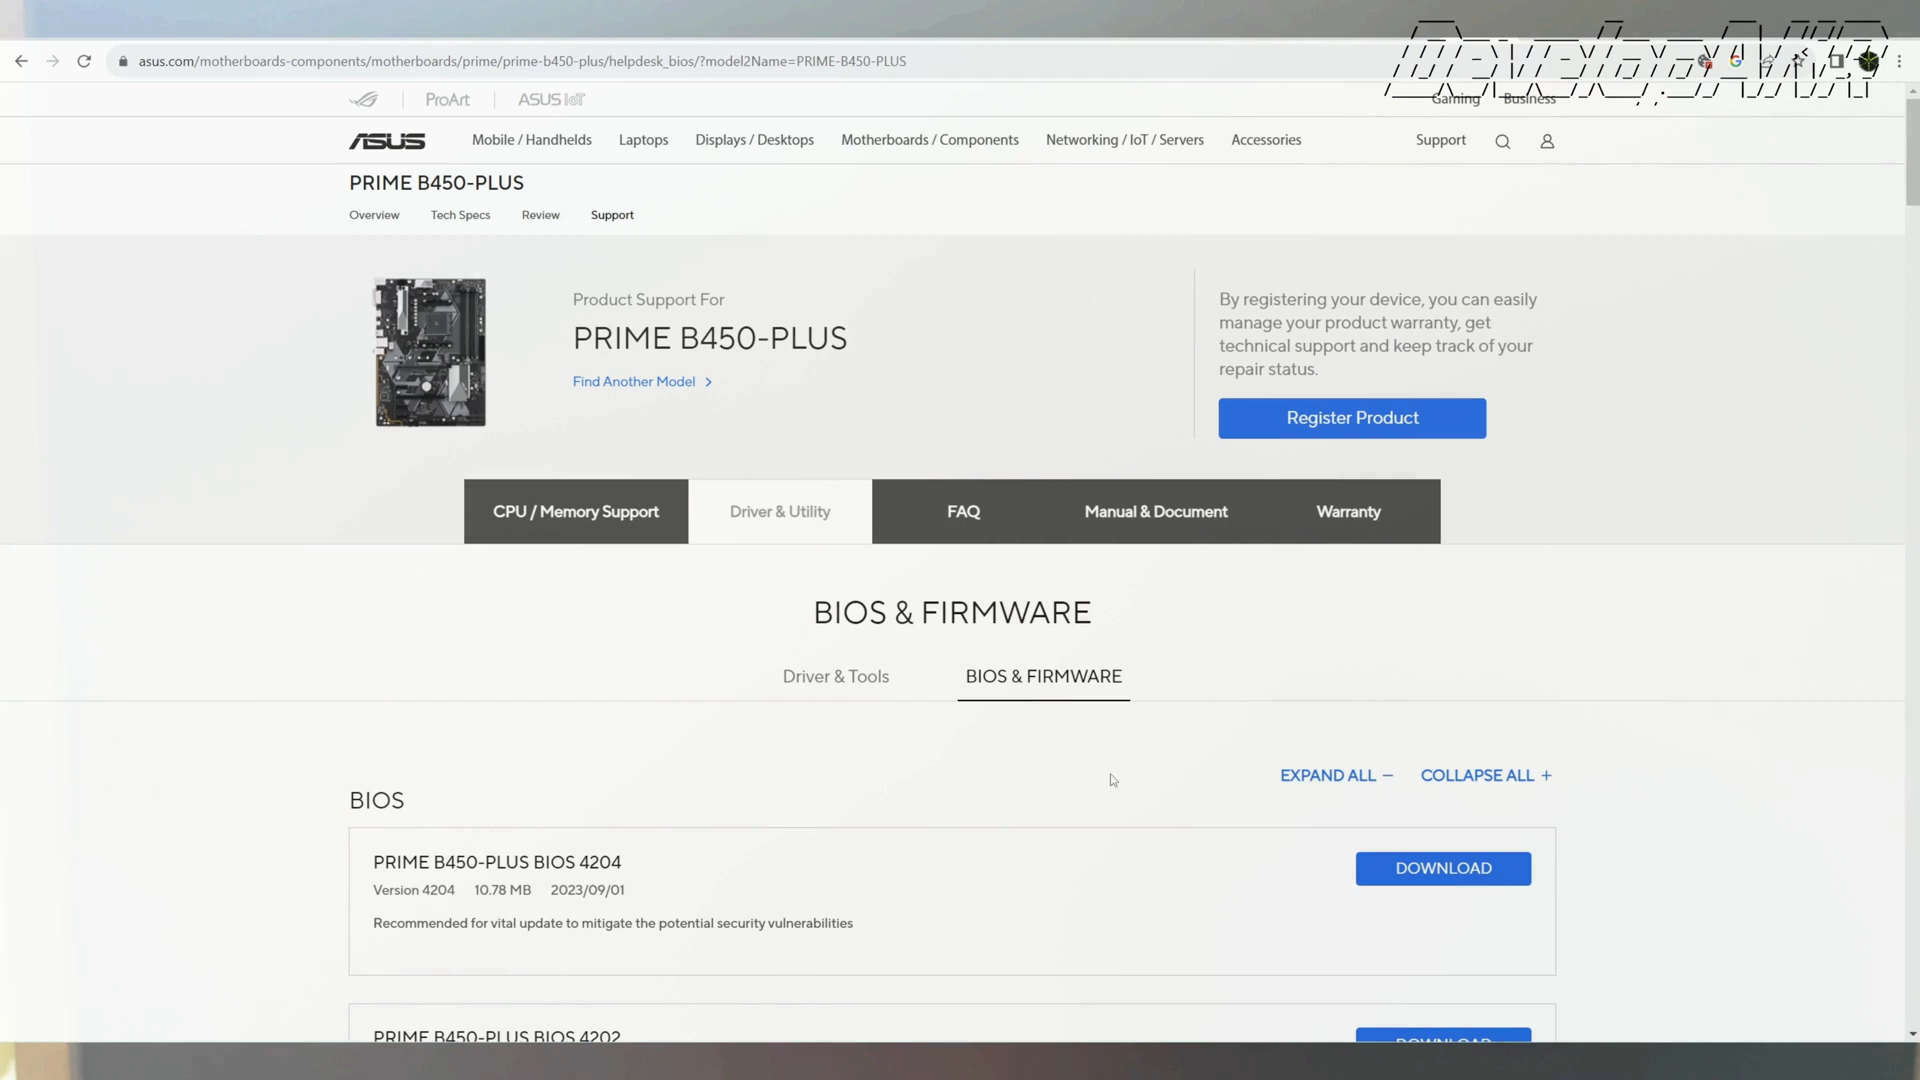 asus.com/motherboards-components/motherboards/prime/prime-b450-plus/helpdesk_bios/?model2Name=PRIME-B450-PLUS
ProArt
ASUS IoT
Gaming
Business
ASUS
Mobile / Handhelds
Laptops
Displays / Desktops
Motherboards / Components
Networking / IoT / Servers
Accessories
Support
PRIME B450-PLUS
Overview
Tech Specs
Review
Support
Product Support For
PRIME B450-PLUS
Find Another Model
By registering your device, you can easily
manage your product warranty, get
technical support and keep track of your
repair status.
Register Product
CPU / Memory Support
Driver & Utility
FAQ
Manual & Document
Warranty
BIOS & FIRMWARE
Driver & Tools
BIOS & FIRMWARE
EXPAND ALL −
COLLAPSE ALL +
BIOS
PRIME B450-PLUS BIOS 4204
DOWNLOAD
Version 4204
10.78 MB
2023/09/01
Recommended for vital update to mitigate the potential security vulnerabilities
PRIME B450-PLUS BIOS 4202
DOWNLOAD